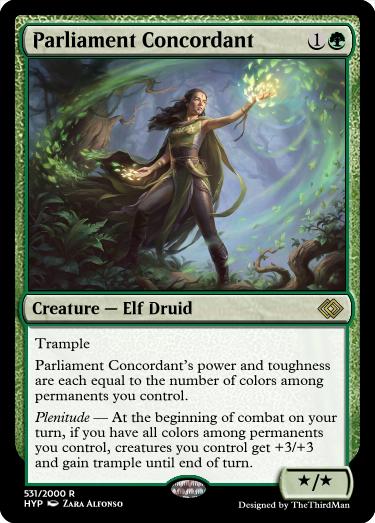 Parliament Concordant 1
Creature — Elf Druid
Trample
Parliament Concordant's power and toughness
are each equal to the number of colors among
permanents you control.
Plenitude — At the beginning of combat on your
turn, if you have all colors among permanents
you control, creatures you control get +3/+3
and gain trample until end of turn.
★/★
531/2000 R
HYP ZARA ALFONSO
Designed by TheThirdMan